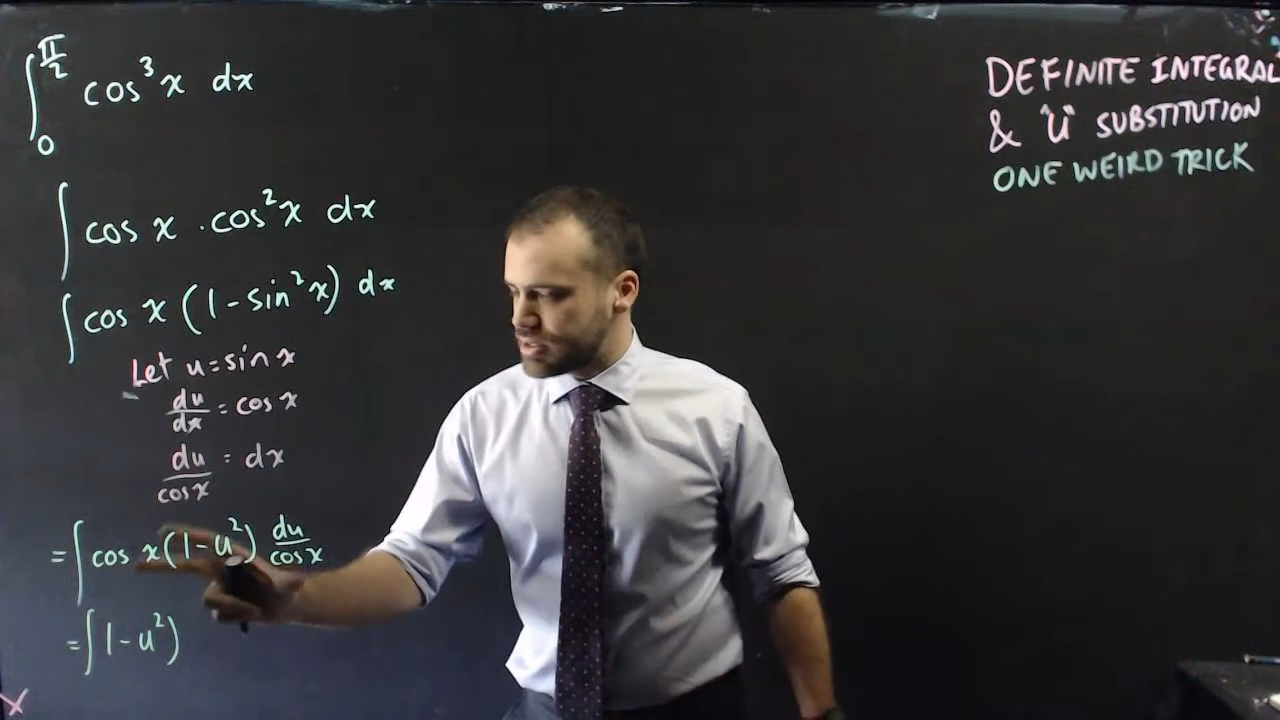 ∫₀^(π/2) cos³x dx
∫ cos x . cos²x dx
∫ cos x (1 - sin²x) dx
Let u = sin x
du/dx = cos x
du/cos x = dx
= ∫ cos x (1 - u²) du/cos x
= ∫ 1 - u²)
DEFINITE INTEGRAL
& "U" SUBSTITUTION
ONE WEIRD TRICK